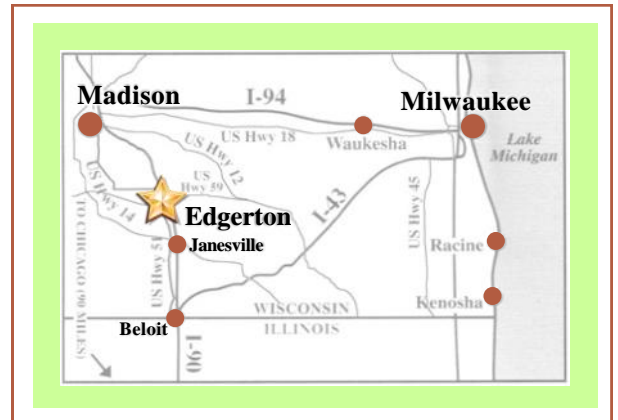 Madison
I-94
Milwaukee
US Hwy 18
Waukesha
Lake
Michigan
US Hwy 12
US
Hwy 59
US Hwy 14
Edgerton
I-43
US Hwy 45
Janesville
Racine
US Hwy 51
TO CHICAGO (90 MILES)
Kenosha
WISCONSIN
Beloit
ILLINOIS
I-90